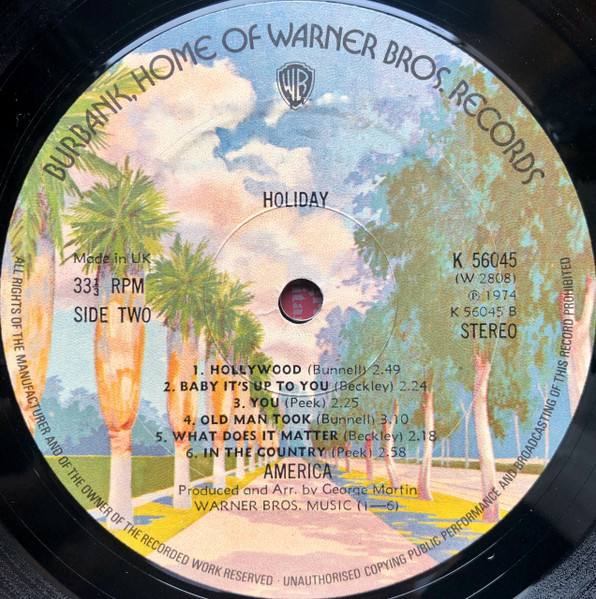 BURBANK, HOME OF WARNER BROS. RECORDS
WB
HOLIDAY
Made in UK
33⅓ RPM
SIDE TWO
K 56045
(W 2808)
℗ 1974
K 56045 B
STEREO
1. HOLLYWOOD (Bunnell) 2.49
2. BABY IT'S UP TO YOU (Beckley) 2.24
3. YOU (Peek) 2.25
4. OLD MAN TOOK (Bunnell) 3.10
5. WHAT DOES IT MATTER (Beckley) 2.18
6. IN THE COUNTRY (Peek) 2.58
AMERICA
Produced and Arr. by George Martin
WARNER BROS. MUSIC (1—6)
ALL RIGHTS OF THE MANUFACTURER AND OF THE OWNER OF THE RECORDED WORK RESERVED · UNAUTHORISED COPYING PUBLIC PERFORMANCE AND BROADCASTING OF THIS RECORD PROHIBITED